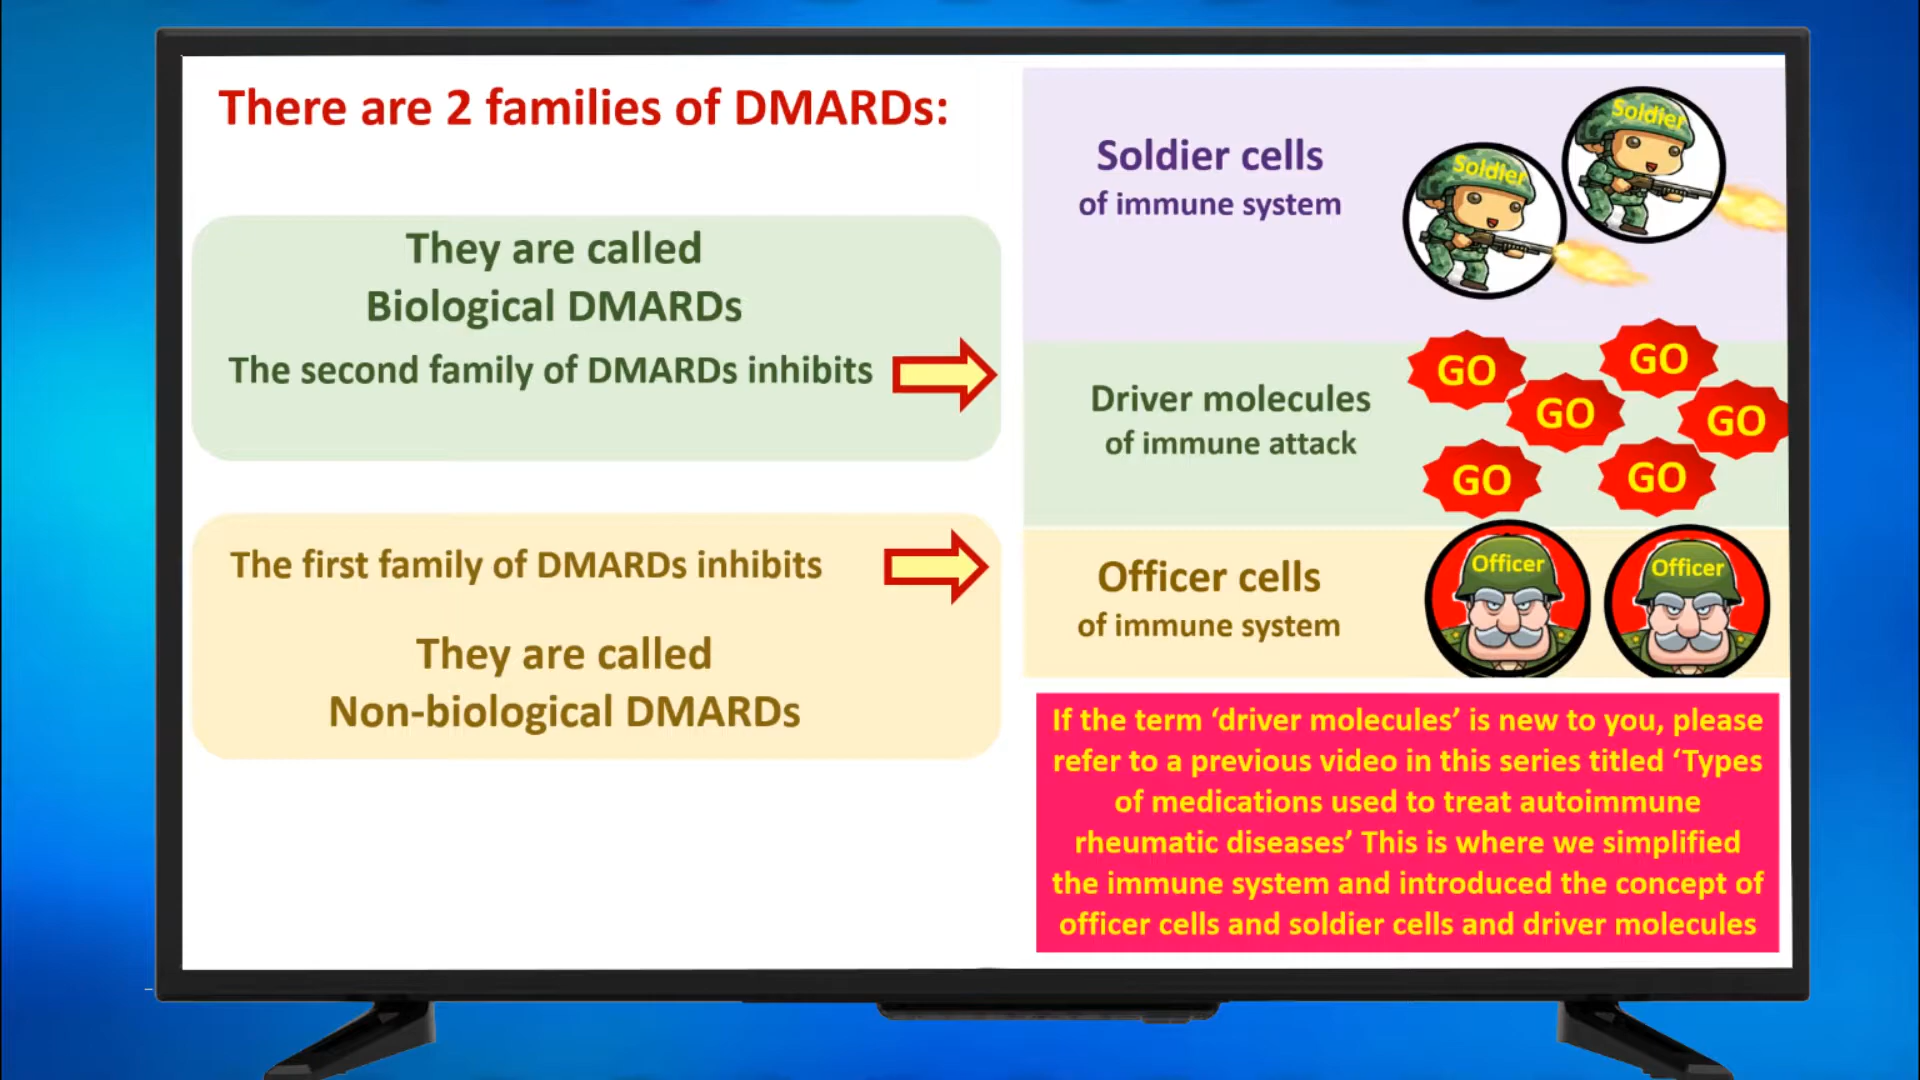 There are 2 families of DMARDs:
They are called
Biological DMARDs
The second family of DMARDs inhibits
The first family of DMARDs inhibits
They are called
Non-biological DMARDs
Soldier cells
of immune system
Soldier
Soldier
Driver molecules
of immune attack
GO
GO
GO
GO
GO
GO
Officer cells
of immune system
Officer
Officer
If the term ‘driver molecules’ is new to you, please
refer to a previous video in this series titled ‘Types
of medications used to treat autoimmune
rheumatic diseases’ This is where we simplified
the immune system and introduced the concept of
officer cells and soldier cells and driver molecules